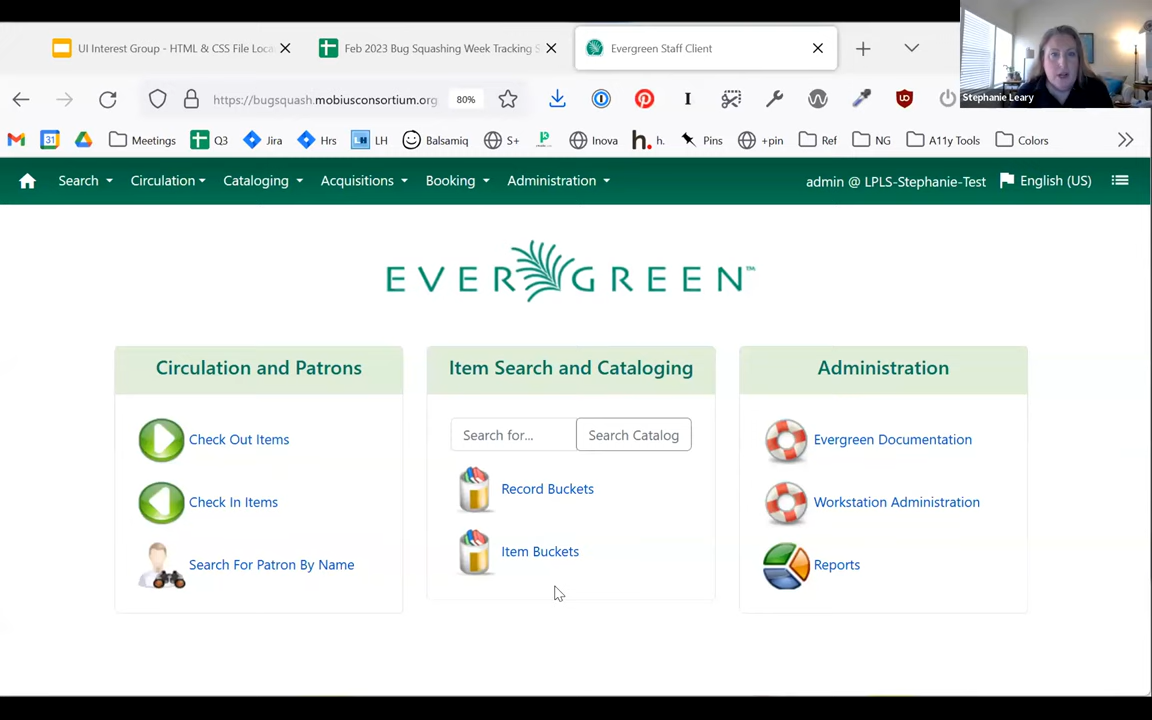 UI Interest Group - HTML & CSS File Loca
Feb 2023 Bug Squashing Week Tracking S
Evergreen Staff Client
https://bugsquash.mobiusconsortium.org
80%
Stephanie Leary
Meetings
Q3
Jira
Hrs
LH
Balsamiq
S+
Inova
h.
Pins
+pin
Ref
NG
A11y Tools
Colors
Search
Circulation
Cataloging
Acquisitions
Booking
Administration
admin @ LPLS-Stephanie-Test
English (US)
EVERGREEN™
Circulation and Patrons
Check Out Items
Check In Items
Search For Patron By Name
Item Search and Cataloging
Search for...
Search Catalog
Record Buckets
Item Buckets
Administration
Evergreen Documentation
Workstation Administration
Reports